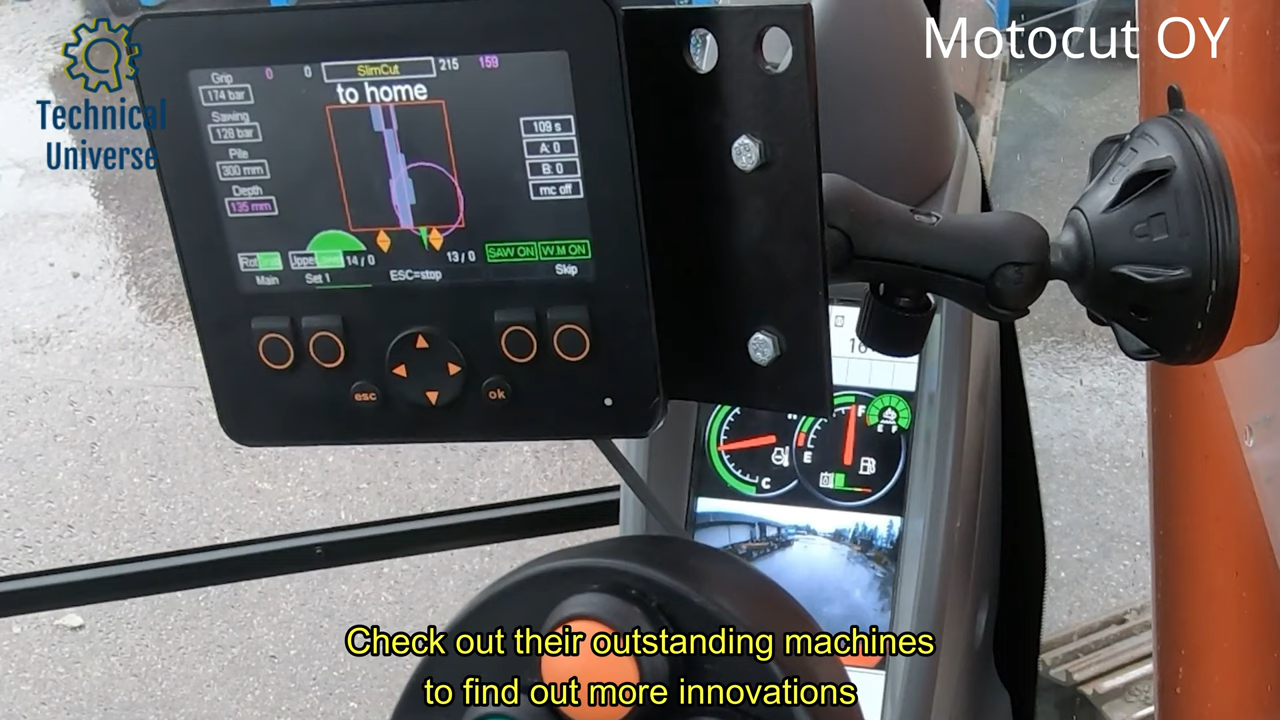 Motocut OY
Technical
Universe
Grip
0
0
SlimCut
215
159
174 bar
to home
Sawing
128 bar
109 s
A: 0
Pile
B: 0
300 mm
mc off
Depth
135 mm
14 / 0
13 / 0
SAW ON
W.M ON
Main
Set 1
ESC=stop
Skip
esc
ok
F
E
E F
C
Check out their outstanding machines
to find out more innovations